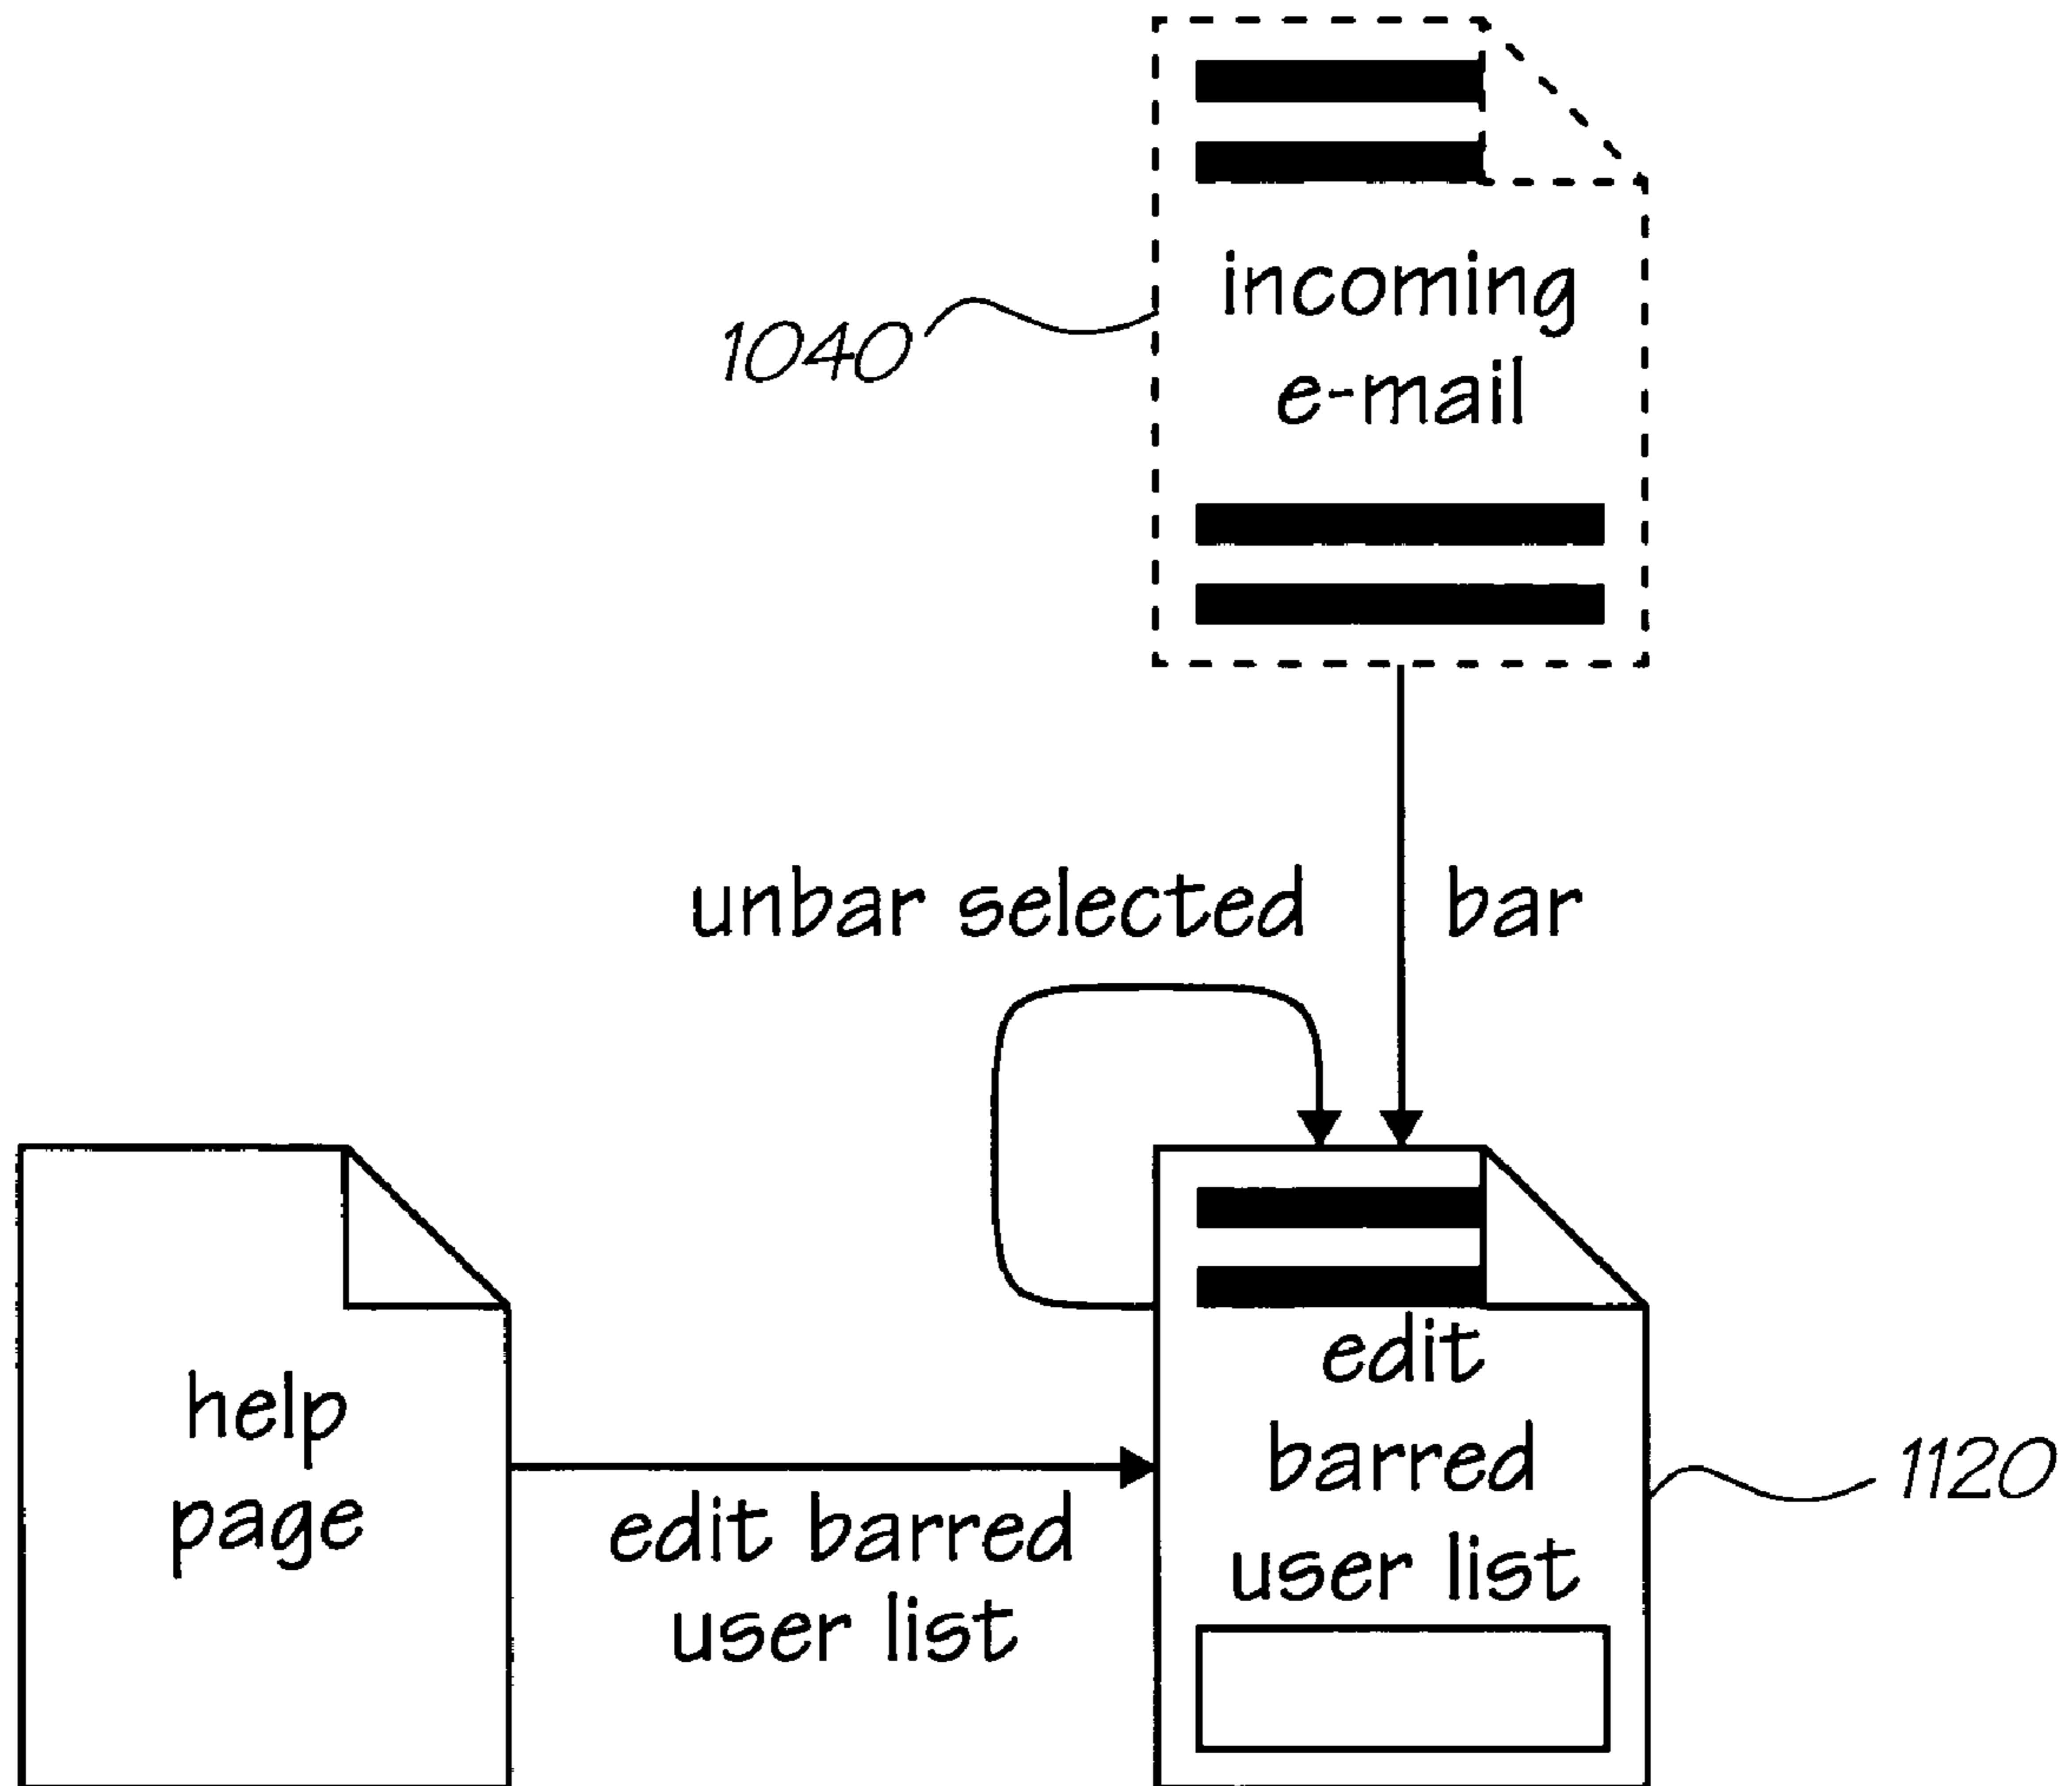 incoming
e-mail
1040
unbar selected
bar
help
page
edit barred
user list
edit
barred
user list
1120